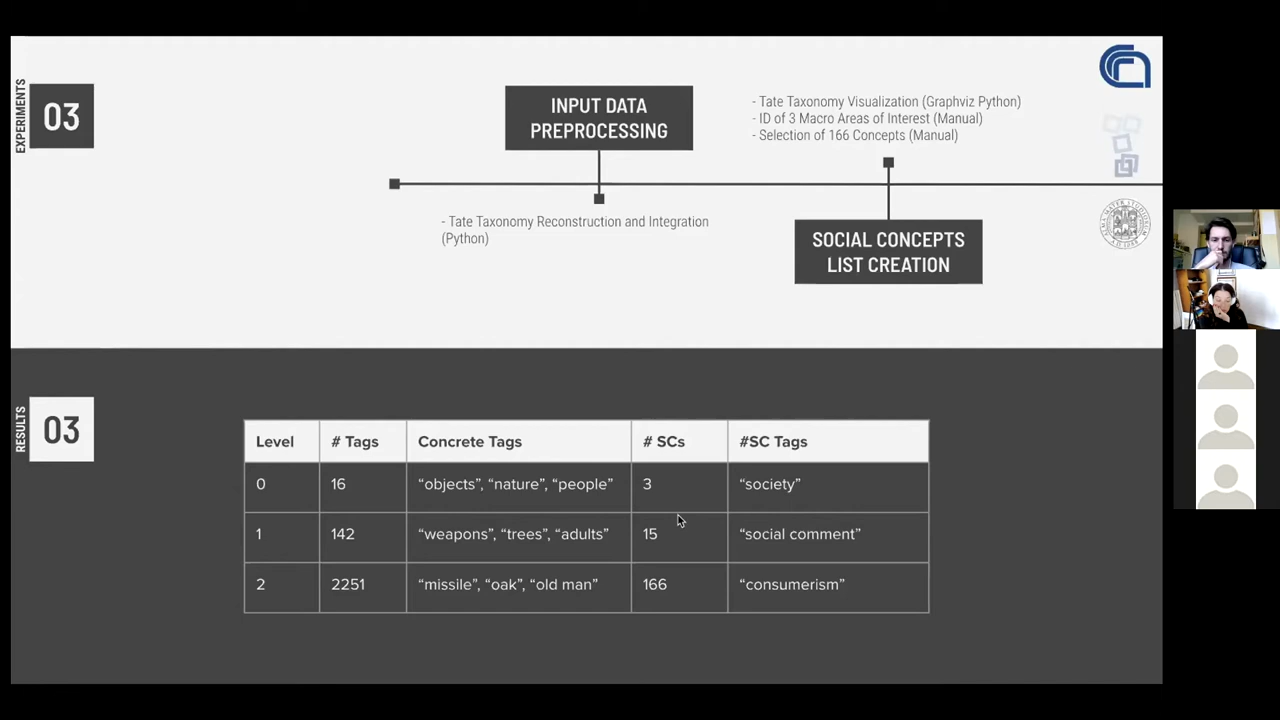 EXPERIMENTS
03
INPUT DATA
PREPROCESSING
- Tate Taxonomy Reconstruction and Integration
(Python)
- Tate Taxonomy Visualization (Graphviz Python)
- ID of 3 Macro Areas of Interest (Manual)
- Selection of 166 Concepts (Manual)
SOCIAL CONCEPTS
LIST CREATION
RESULTS
03
Level # Tags Concrete Tags # SCs #SC Tags
0 16 “objects”, “nature”, “people” 3 “society”
1 142 “weapons”, “trees”, “adults” 15 “social comment”
2 2251 “missile”, “oak”, “old man” 166 “consumerism”